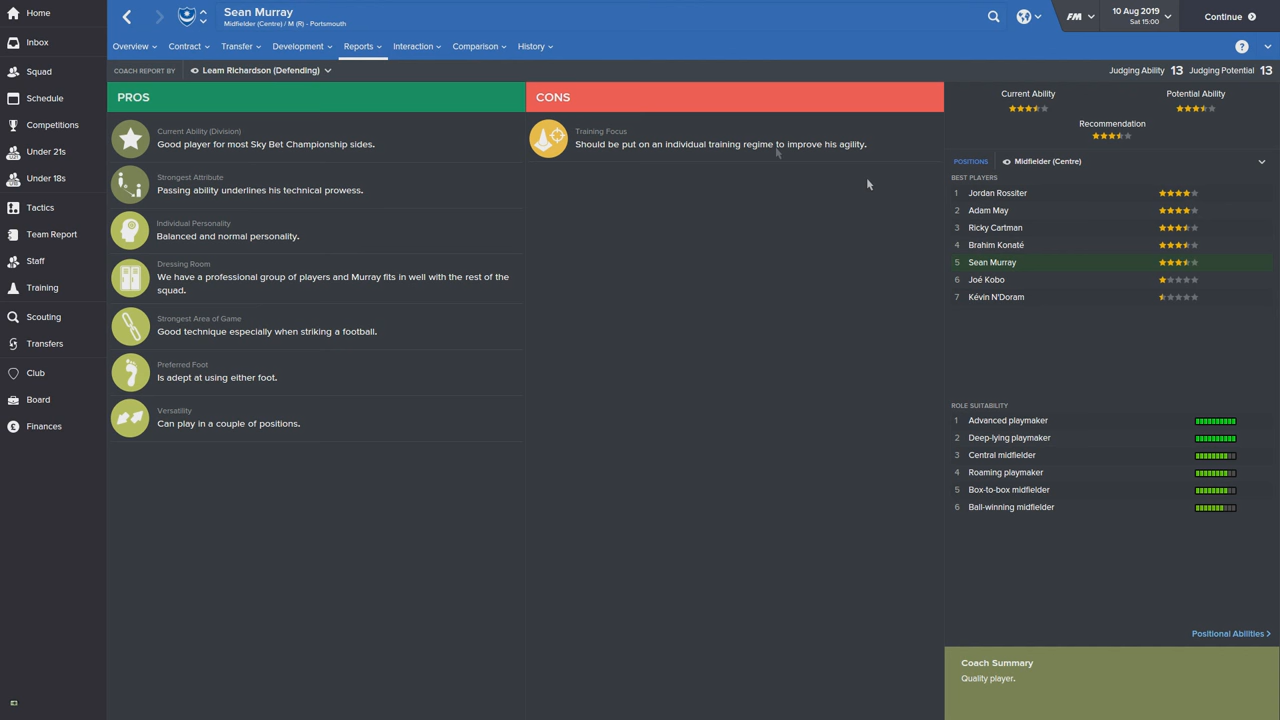 Home
Inbox
Squad
Schedule
Competitions
Under 21s
Under 18s
Tactics
Team Report
Staff
Training
Scouting
Transfers
Club
Board
Finances
Sean Murray
Midfielder (Centre) / M (R) - Portsmouth
FM
10 Aug 2019
Sat 15:00
Continue
Overview
Contract
Transfer
Development
Reports
Interaction
Comparison
History
?
COACH REPORT BY
Leam Richardson (Defending)
Judging Ability 13
Judging Potential 13
PROS
Current Ability (Division)
Good player for most Sky Bet Championship sides.
Strongest Attribute
Passing ability underlines his technical prowess.
Individual Personality
Balanced and normal personality.
Dressing Room
We have a professional group of players and Murray fits in well with the rest of the
squad.
Strongest Area of Game
Good technique especially when striking a football.
Preferred Foot
Is adept at using either foot.
Versatility
Can play in a couple of positions.
CONS
Training Focus
Should be put on an individual training regime to improve his agility.
Current Ability
Potential Ability
Recommendation
POSITIONS
Midfielder (Centre)
BEST PLAYERS
1 Jordan Rossiter
2 Adam May
3 Ricky Cartman
4 Brahim Konaté
5 Sean Murray
6 Joé Kobo
7 Kévin N'Doram
ROLE SUITABILITY
1 Advanced playmaker
2 Deep-lying playmaker
3 Central midfielder
4 Roaming playmaker
5 Box-to-box midfielder
6 Ball-winning midfielder
Positional Abilities >
Coach Summary
Quality player.